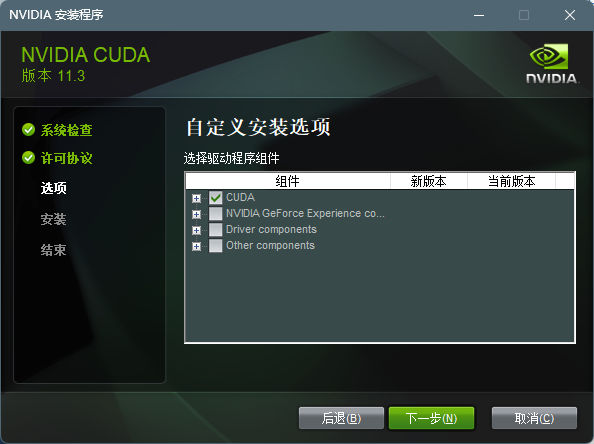 NVIDIA 安装程序
NVIDIA CUDA
版本 11.3
NVIDIA.
系统检查
许可协议
选项
安装
结束
自定义安装选项
选择驱动程序组件
组件 新版本 当前版本
CUDA
NVIDIA GeForce Experience co...
Driver components
Other components
后退(B) 下一步(N) 取消(C)